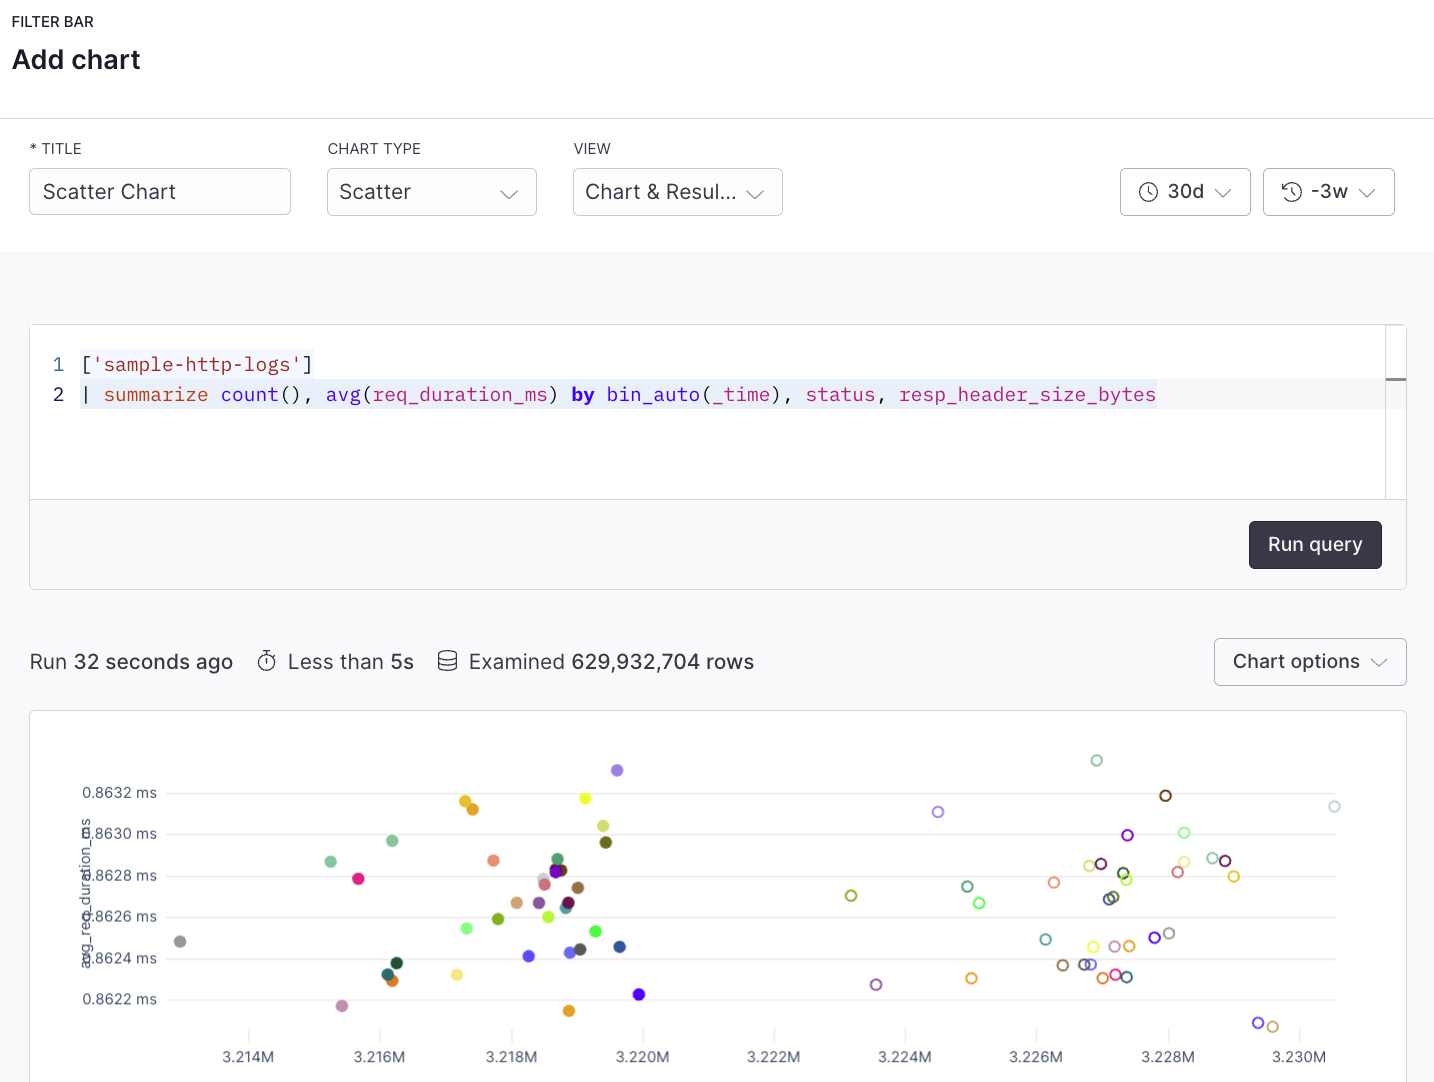 FILTER BAR
Add chart
* TITLE
CHART TYPE
VIEW
Scatter Chart
Scatter
Chart & Resul...
30d
-3w
1 ['sample-http-logs']
2 | summarize count(), avg(req_duration_ms) by bin_auto(_time), status, resp_header_size_bytes
Run query
Run 32 seconds ago
Less than 5s
Examined 629,932,704 rows
Chart options
avg_req_duration_ms
0.8632 ms
0.8630 ms
0.8628 ms
0.8626 ms
0.8624 ms
0.8622 ms
3.214M 3.216M 3.218M 3.220M 3.222M 3.224M 3.226M 3.228M 3.230M